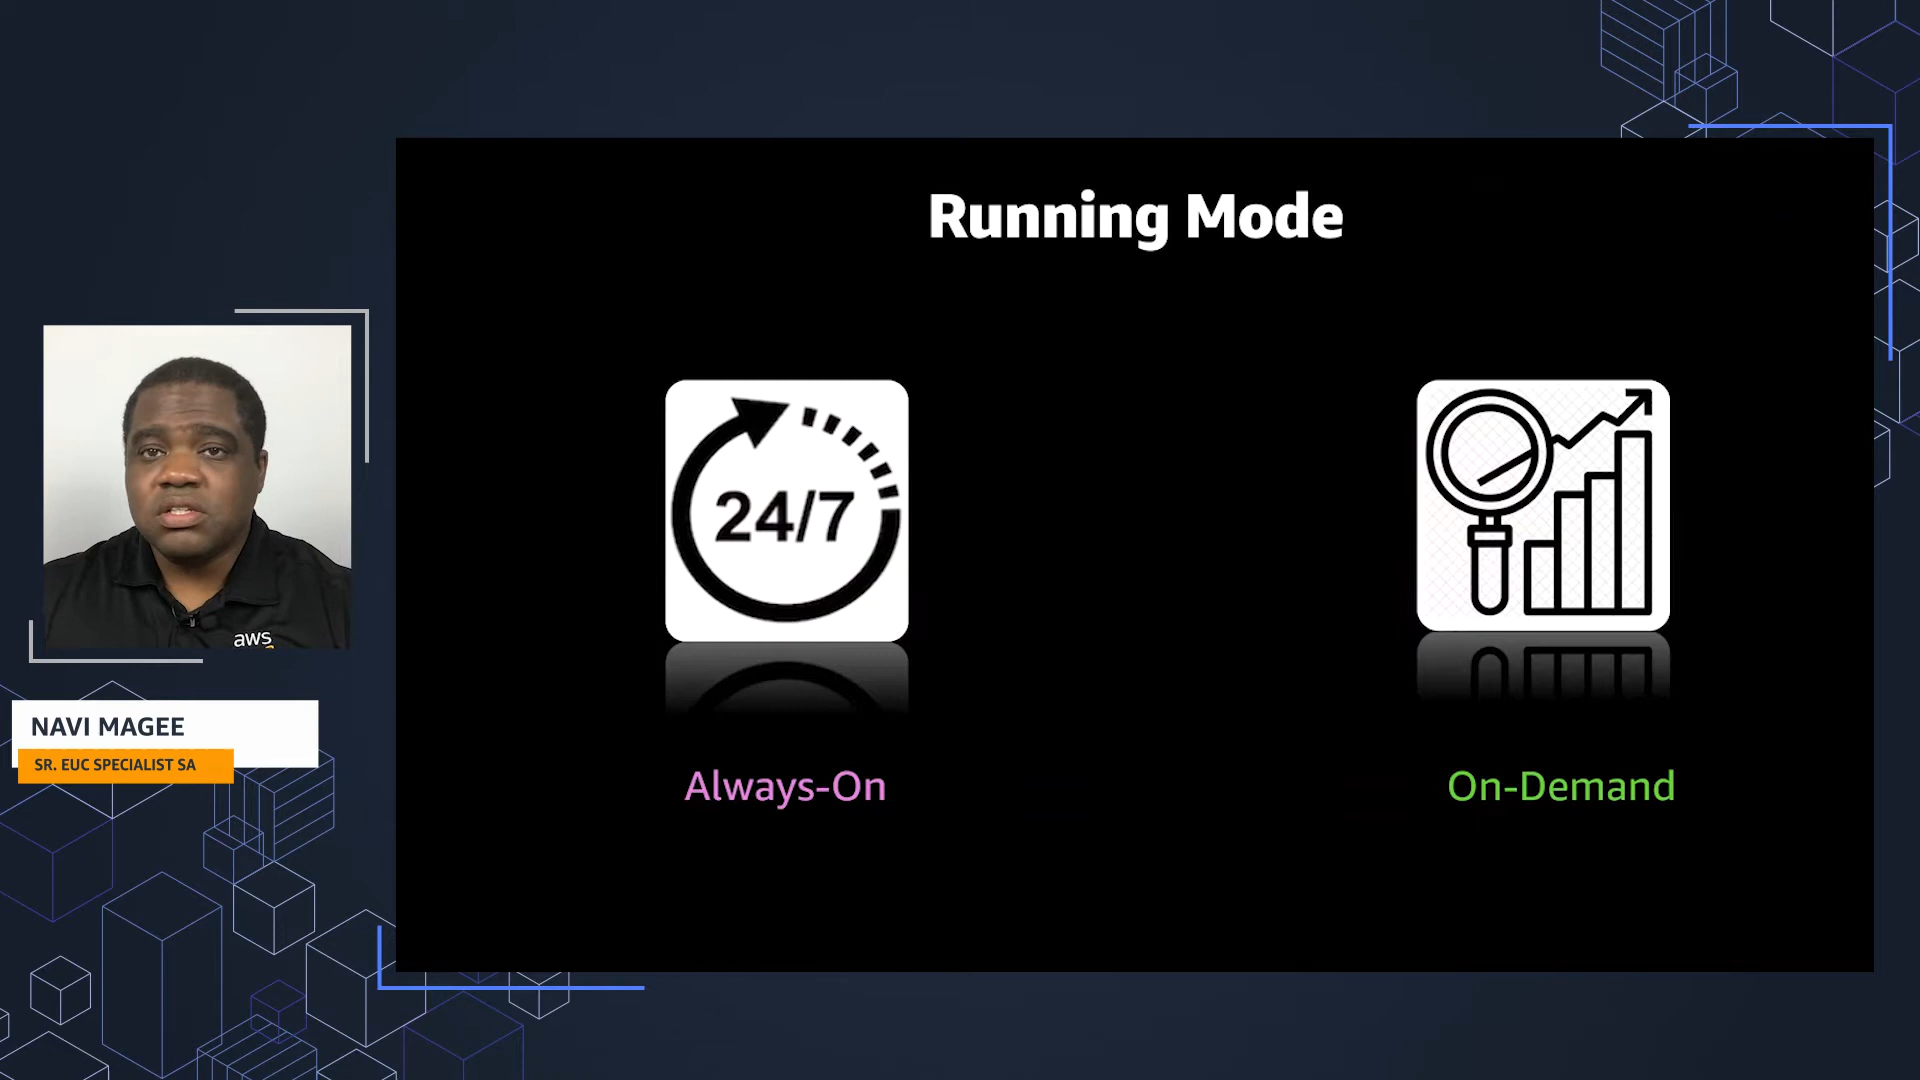 Running Mode
24/7
Always-On
On-Demand
aws
NAVI MAGEE
SR. EUC SPECIALIST SA